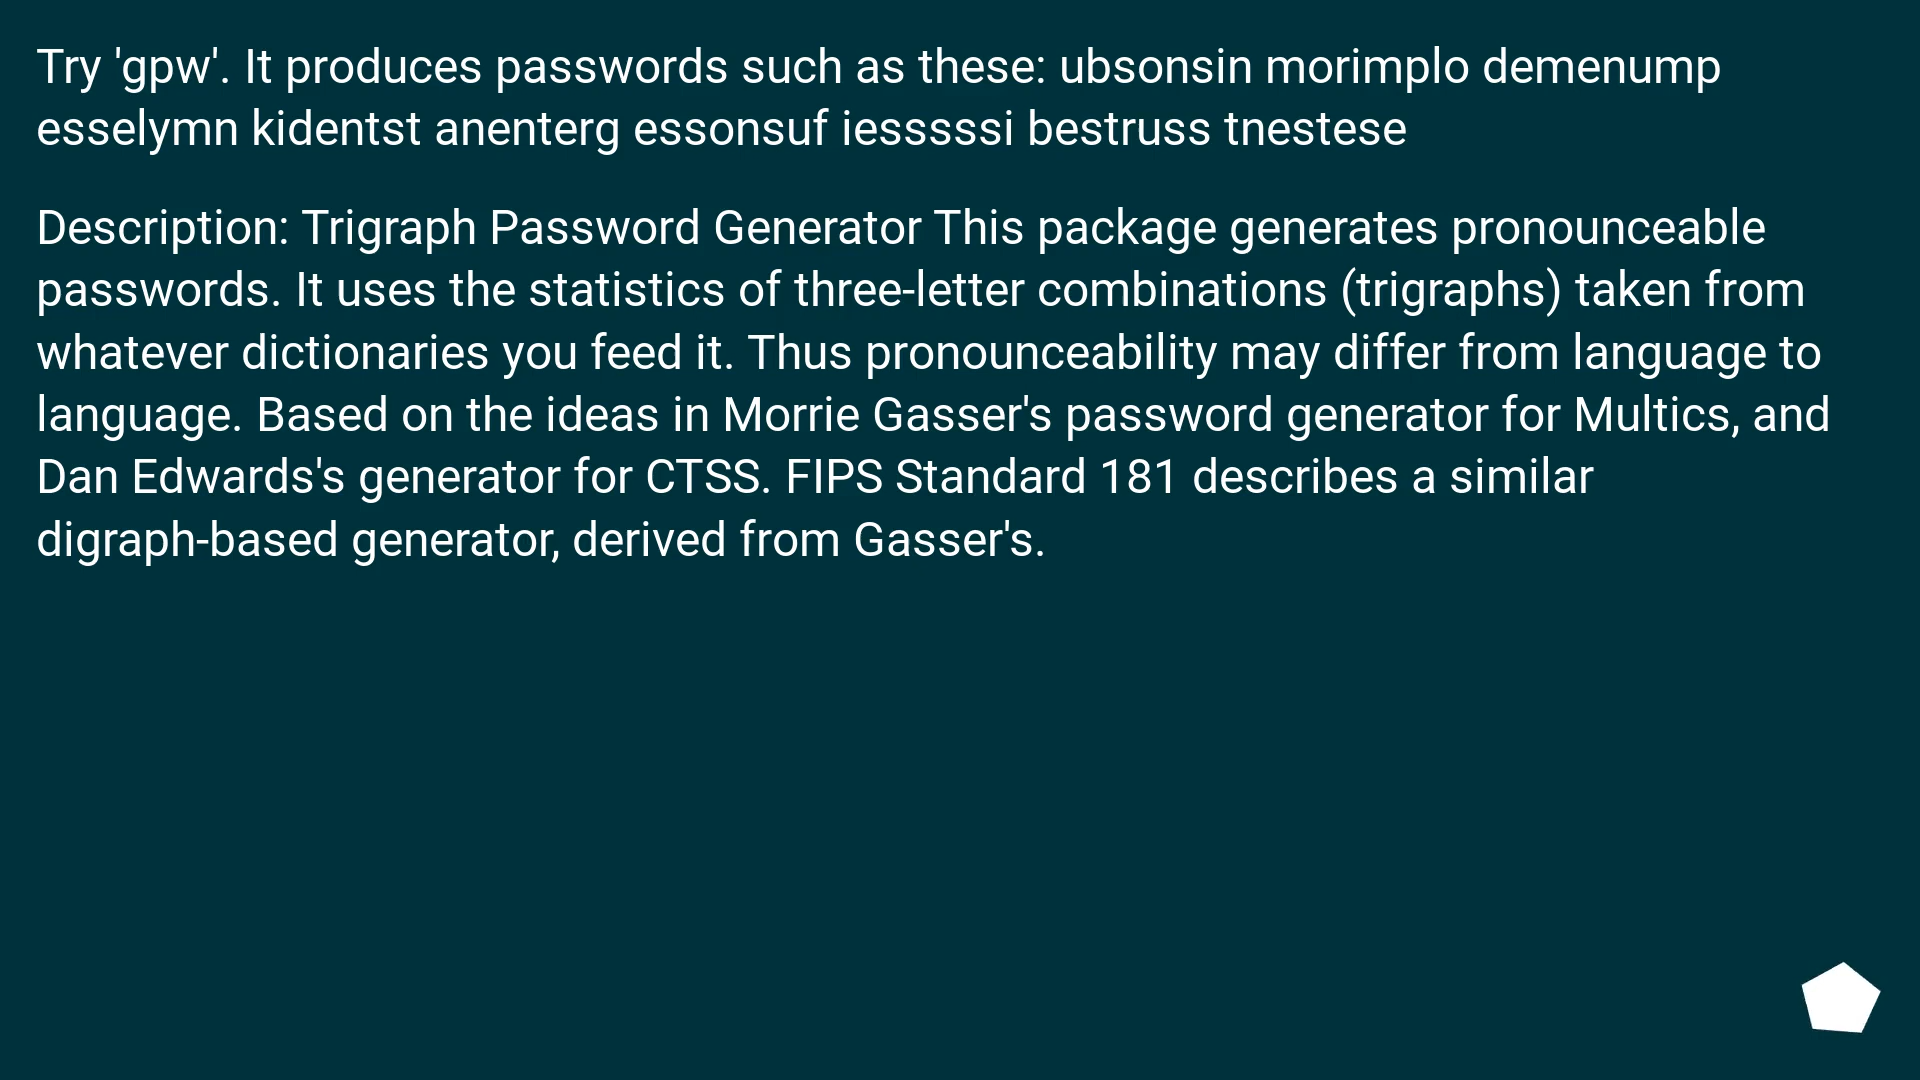 Try 'gpw'. It produces passwords such as these: ubsonsin morimplo demenump
esselymn kidentst anenterg essonsuf iesssssi bestruss tnestese
Description: Trigraph Password Generator This package generates pronounceable
passwords. It uses the statistics of three-letter combinations (trigraphs) taken from
whatever dictionaries you feed it. Thus pronounceability may differ from language to
language. Based on the ideas in Morrie Gasser's password generator for Multics, and
Dan Edwards's generator for CTSS. FIPS Standard 181 describes a similar
digraph-based generator, derived from Gasser's.